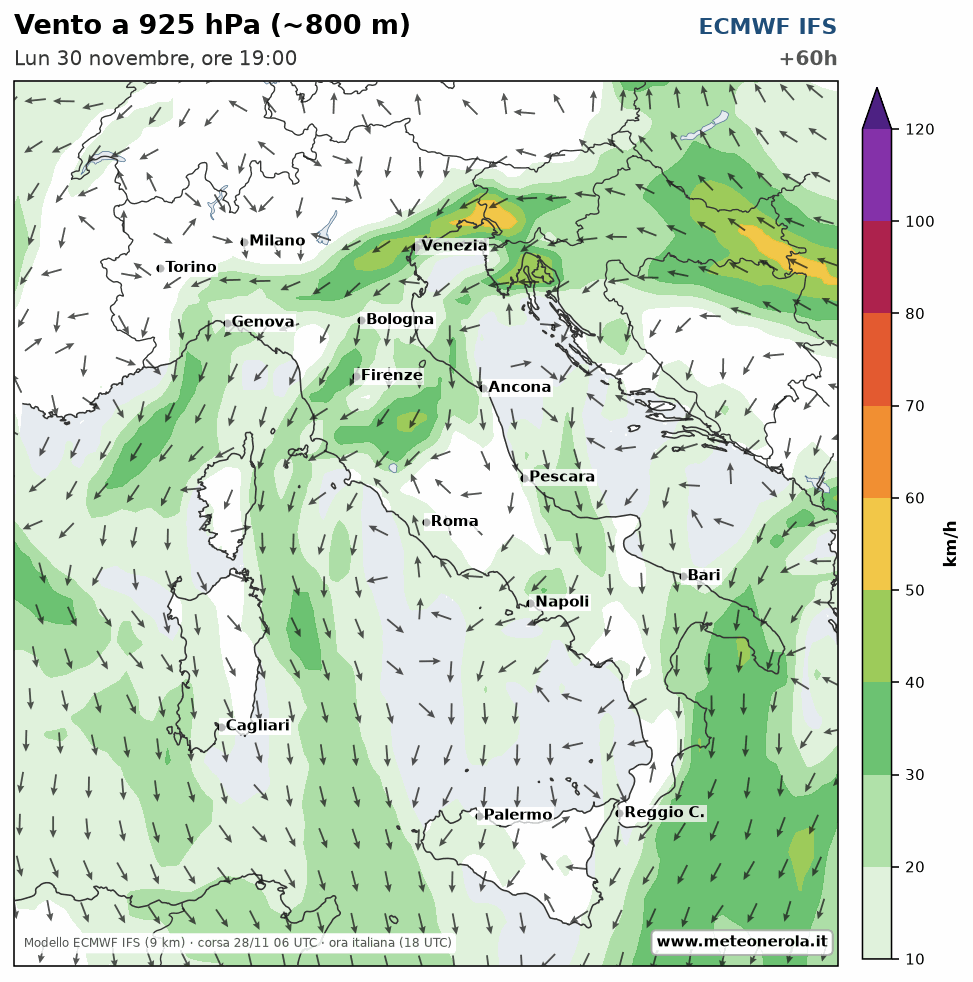 Vento a 925 hPa (~800 m)
ECMWF IFS
Lun 30 novembre, ore 19:00
+60h
Milano
Venezia
Torino
Genova
Bologna
Firenze
Ancona
Pescara
Roma
Bari
Napoli
Cagliari
Palermo
Reggio C.
120
100
80
70
60
50
40
30
20
10
km/h
Modello ECMWF IFS (9 km) · corsa 28/11 06 UTC · ora italiana (18 UTC)
www.meteonerola.it